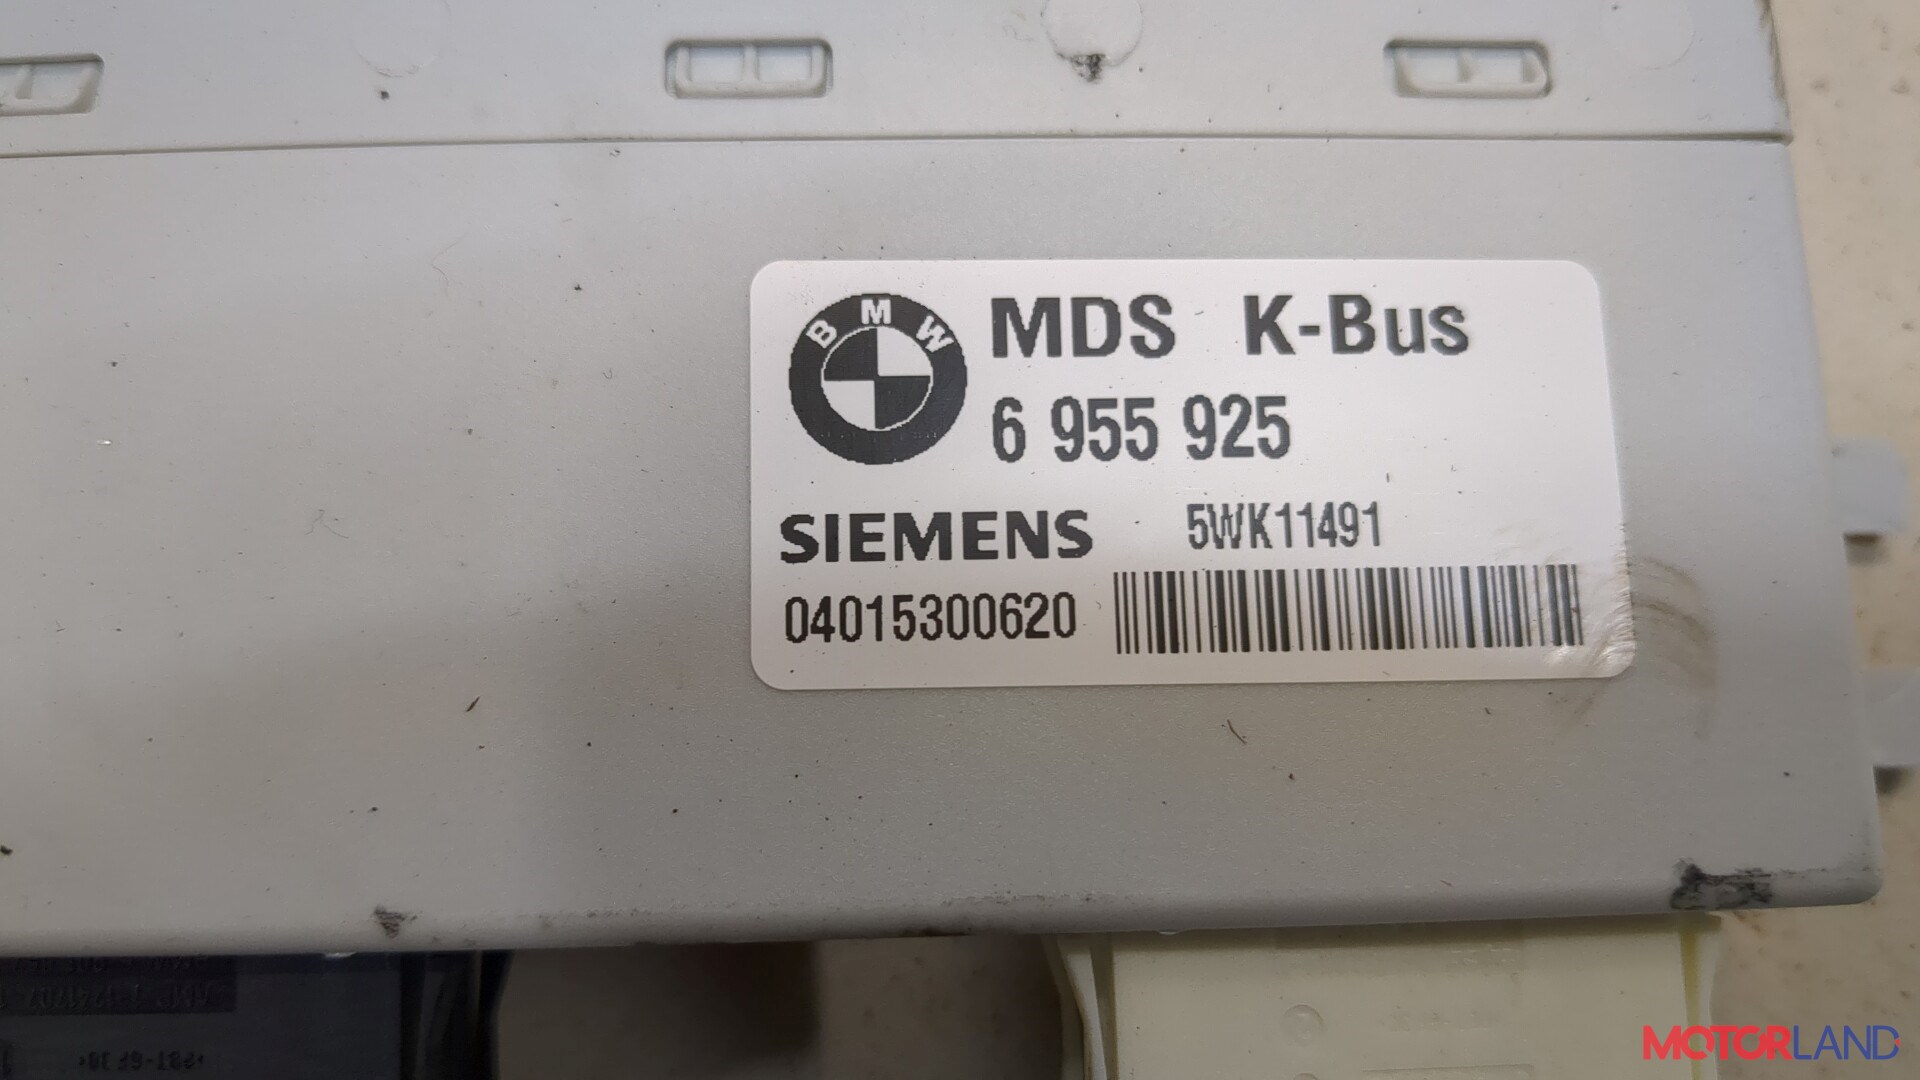 BMW
MDS K-Bus
6 955 925
SIEMENS 5WK11491
04015300620
MOTORLAND